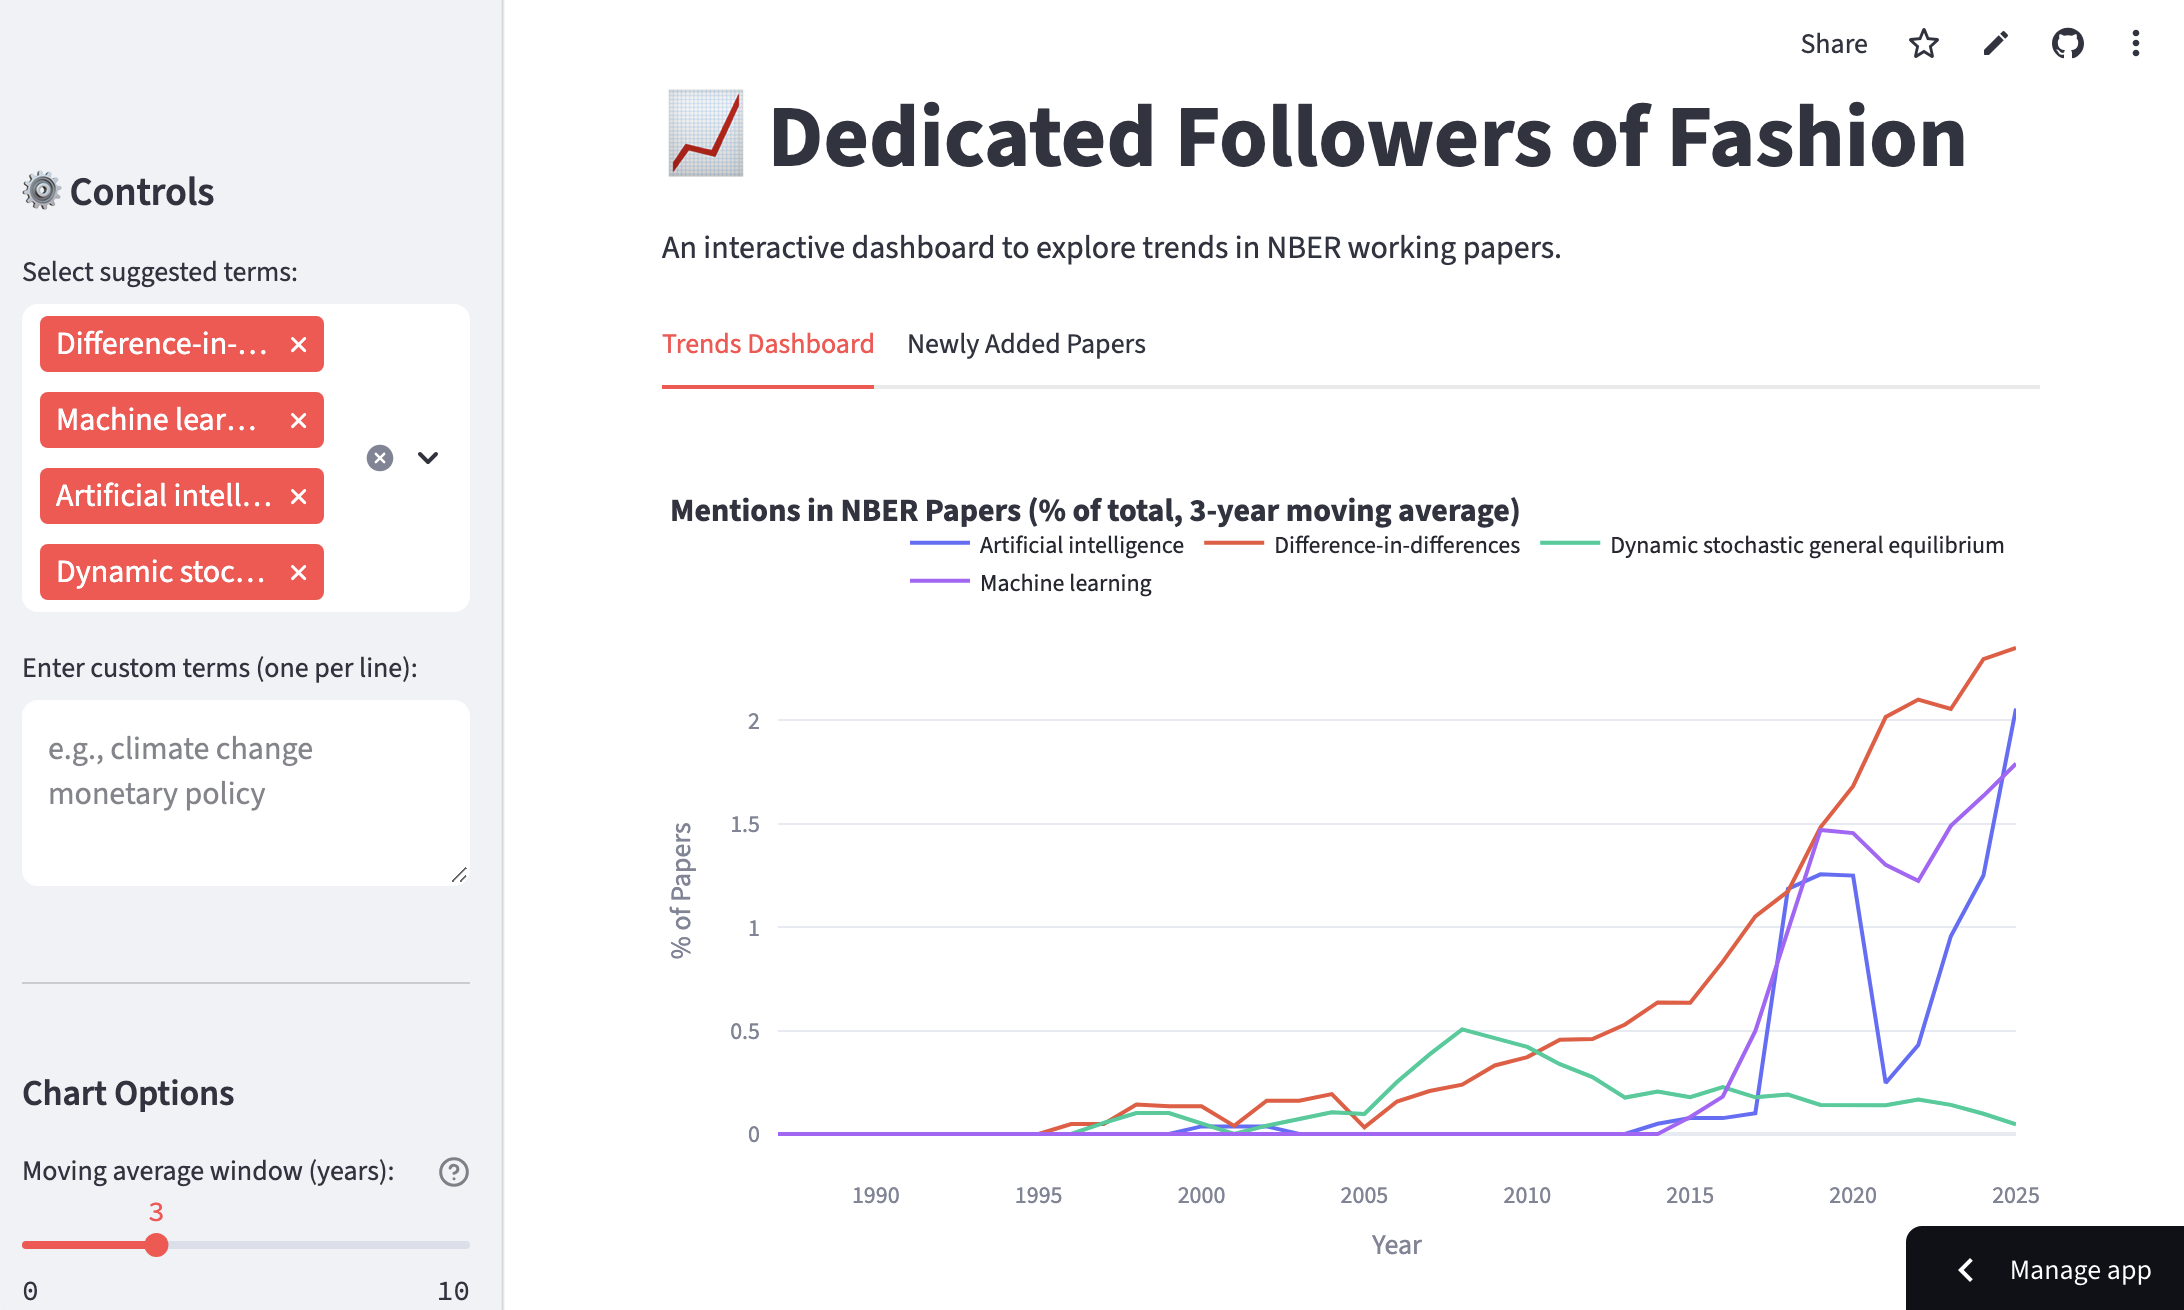 Share
Controls
Select suggested terms:
Difference-in-...
Machine lear...
Artificial intell...
Dynamic stoc...
Enter custom terms (one per line):
e.g., climate change
monetary policy
Chart Options
Moving average window (years):
3
0 10
Dedicated Followers of Fashion
An interactive dashboard to explore trends in NBER working papers.
Trends Dashboard Newly Added Papers
Mentions in NBER Papers (% of total, 3-year moving average)
Artificial intelligence Difference-in-differences Dynamic stochastic general equilibrium
Machine learning
% of Papers
2
1.5
1
0.5
0
1990 1995 2000 2005 2010 2015 2020 2025
Year
Manage app